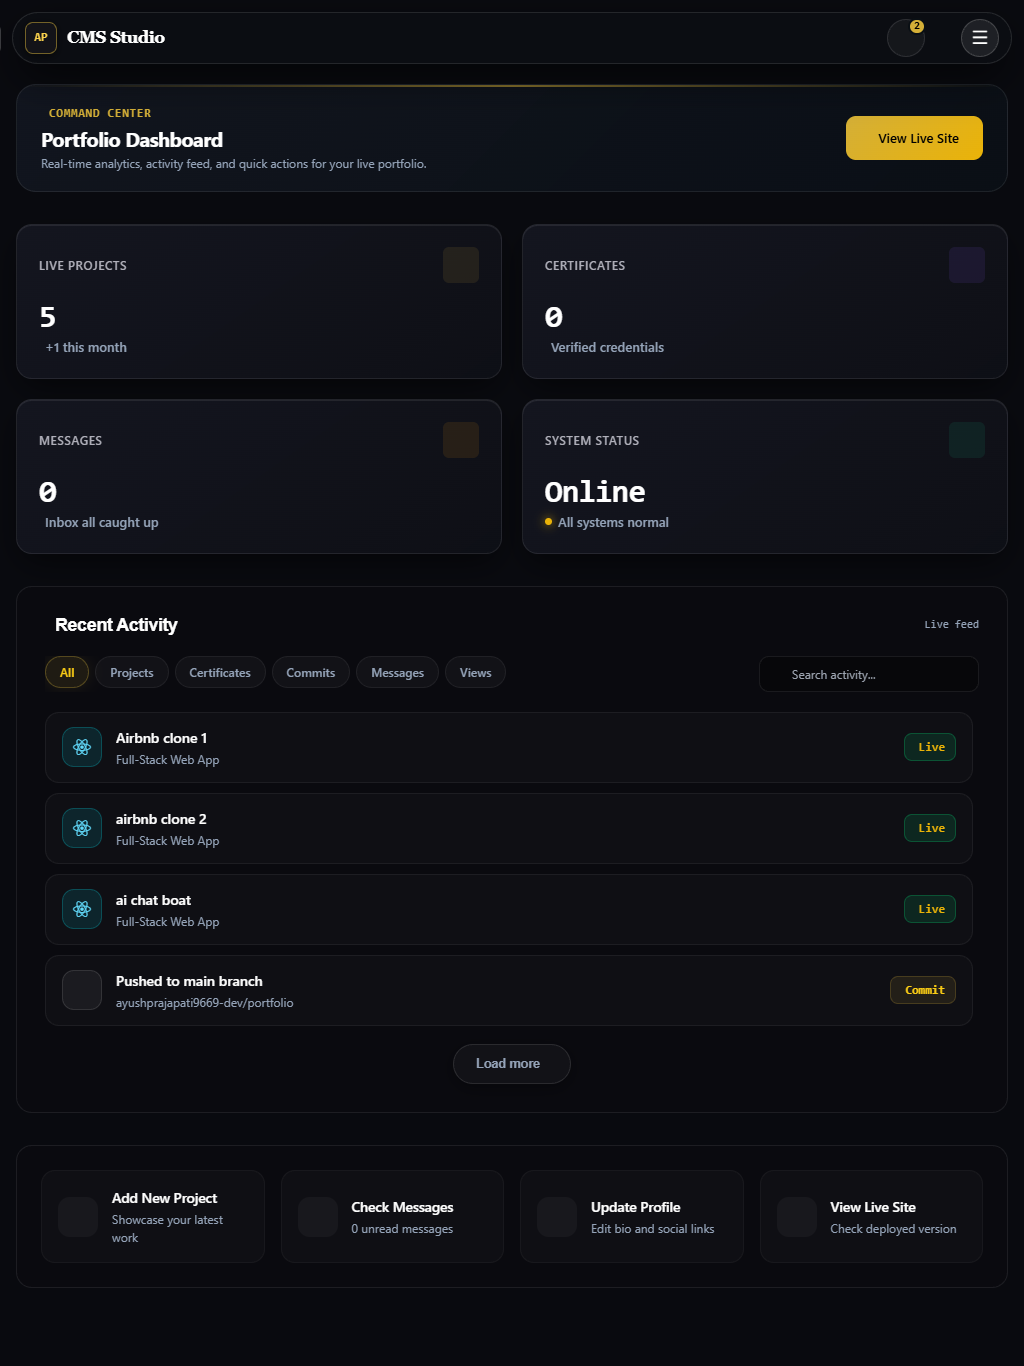 AP
CMS Studio
2
COMMAND CENTER
Portfolio Dashboard
Real-time analytics, activity feed, and quick actions for your live portfolio.
View Live Site
LIVE PROJECTS
5
+1 this month
CERTIFICATES
0
Verified credentials
MESSAGES
0
Inbox all caught up
SYSTEM STATUS
Online
All systems normal
Recent Activity
Live feed
All
Projects
Certificates
Commits
Messages
Views
Search activity...
Airbnb clone 1
Full-Stack Web App
Live
airbnb clone 2
Full-Stack Web App
Live
ai chat boat
Full-Stack Web App
Live
Pushed to main branch
ayushprajapati9669-dev/portfolio
Commit
Load more
Add New Project
Showcase your latest
work
Check Messages
0 unread messages
Update Profile
Edit bio and social links
View Live Site
Check deployed version